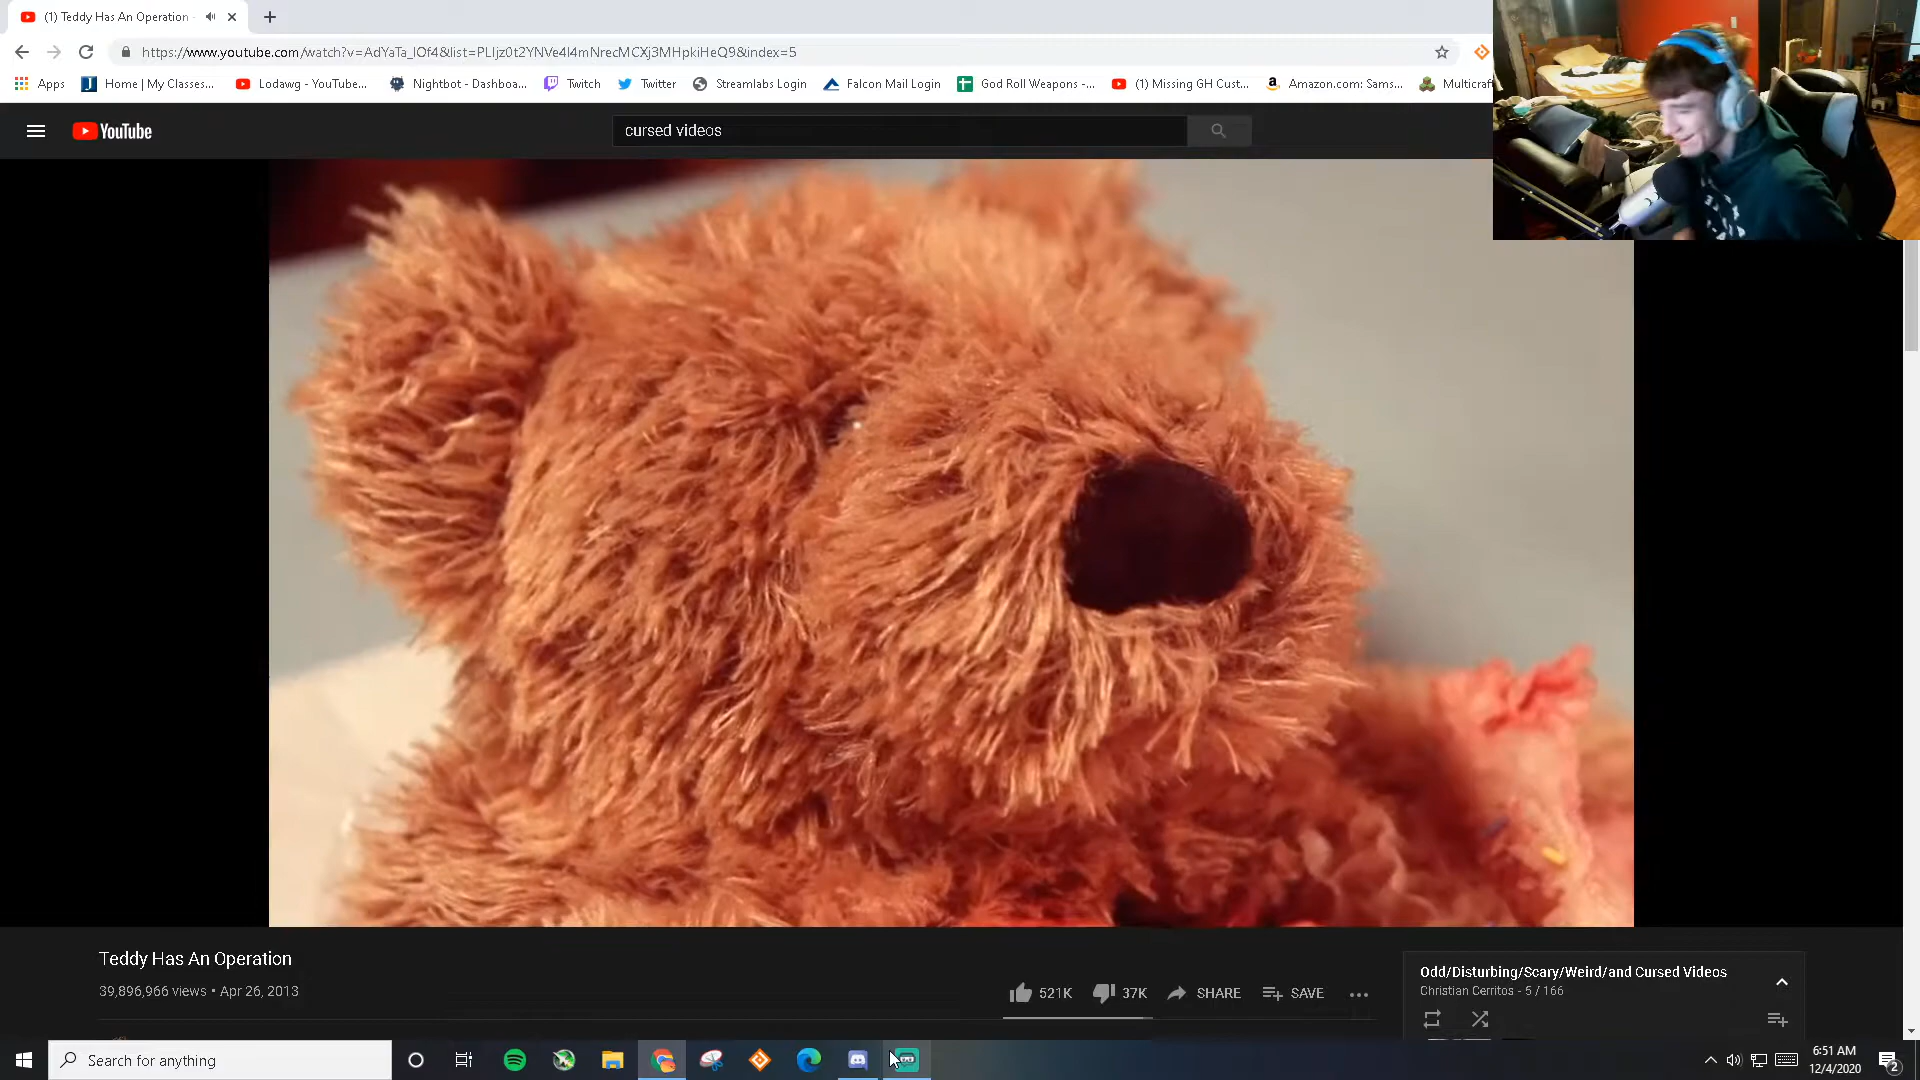 (1) Teddy Has An Operation
https://www.youtube.com/watch?v=AdYaTa_lOf4&list=PLIjz0t2YNVe4l4mNrecMCXj3MHpkiHeQ9&index=5
Apps Home | My Classes... Lodawg - YouTube... Nightbot - Dashboa... Twitch Twitter Streamlabs Login Falcon Mail Login God Roll Weapons -... (1) Missing GH Cust... Amazon.com: Sams... Multicraft
YouTube cursed videos
Teddy Has An Operation
39,896,966 views • Apr 26, 2013
521K 37K SHARE SAVE
Odd/Disturbing/Scary/Weird/and Cursed Videos
Christian Cerritos - 5 / 166
Search for anything
6:51 AM
12/4/2020
2